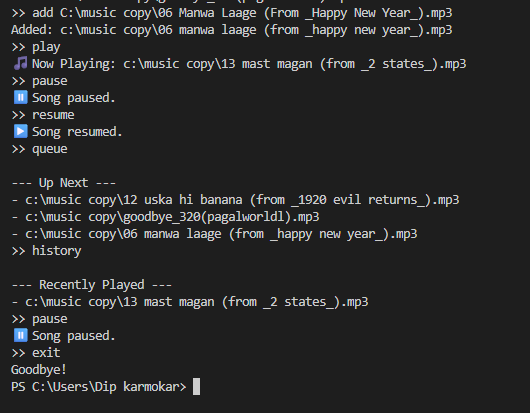 >> add C:\music copy\06 Manwa Laage (From _Happy New Year_).mp3
Added: c:\music copy\06 manwa laage (from _happy new year_).mp3
>> play
🎵 Now Playing: c:\music copy\13 mast magan (from _2 states_).mp3
>> pause
⏸️ Song paused.
>> resume
▶️ Song resumed.
>> queue
--- Up Next ---
- c:\music copy\12 uska hi banana (from _1920 evil returns_).mp3
- c:\music copy\goodbye_320(pagalworldl).mp3
- c:\music copy\06 manwa laage (from _happy new year_).mp3
>> history
--- Recently Played ---
- c:\music copy\13 mast magan (from _2 states_).mp3
>> pause
⏸️ Song paused.
>> exit
Goodbye!
PS C:\Users\Dip karmokar>